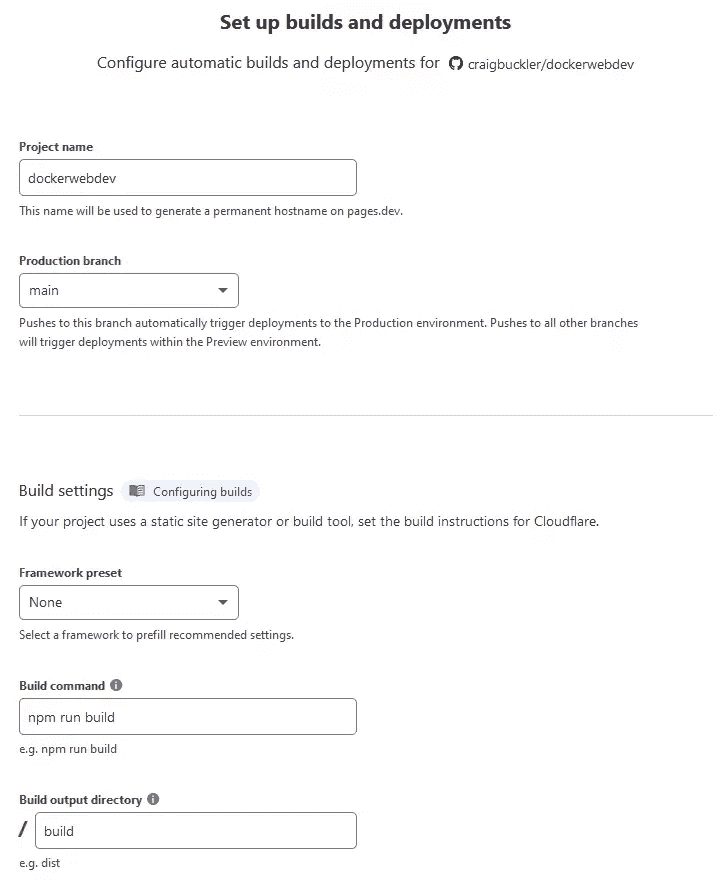 Set up builds and deployments
Configure automatic builds and deployments for craigbuckler/dockerwebdev
Project name
dockerwebdev
This name will be used to generate a permanent hostname on pages.dev.
Production branch
main
Pushes to this branch automatically trigger deployments to the Production environment. Pushes to all other branches
will trigger deployments within the Preview environment.
Build settings Configuring builds
If your project uses a static site generator or build tool, set the build instructions for Cloudflare.
Framework preset
None
Select a framework to prefill recommended settings.
Build command
npm run build
e.g. npm run build
Build output directory
/ build
e.g. dist